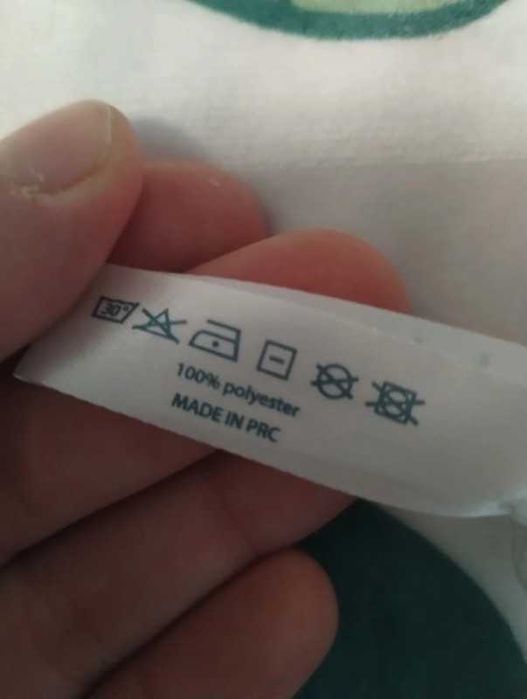 30°
100% polyester
MADE IN PRC